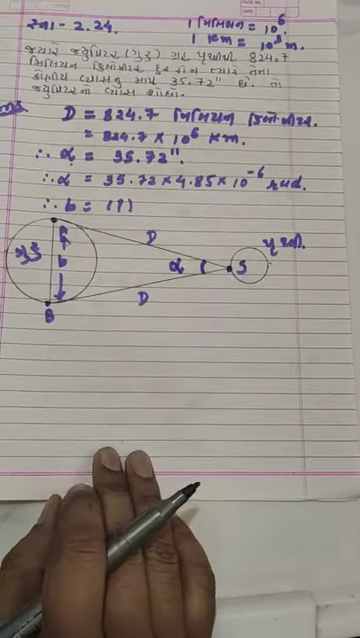 સ્વા-2.24. 1 મિલિયન = 10⁶
1 km = 10³ m.
જ્યારે જ્યુપિટર (ગુરુ) ગ્રહ પૃથ્વીથી 824.7
મિલિયન કિલોમીટર દૂર હોય ત્યારે તેના
કોણીય વ્યાસનું માપ 35.72" છે. તો
જ્યુપિટરનો વ્યાસ શોધો.
D = 824.7 મિલિયન કિલોમીટર.
= 824.7 × 10⁶ km.
∴ α = 35.72".
∴ α = 35.72 × 4.85 × 10⁻⁶ rad.
∴ b = (?)
A D પૃથ્વી.
ગુરુ b α S
B D